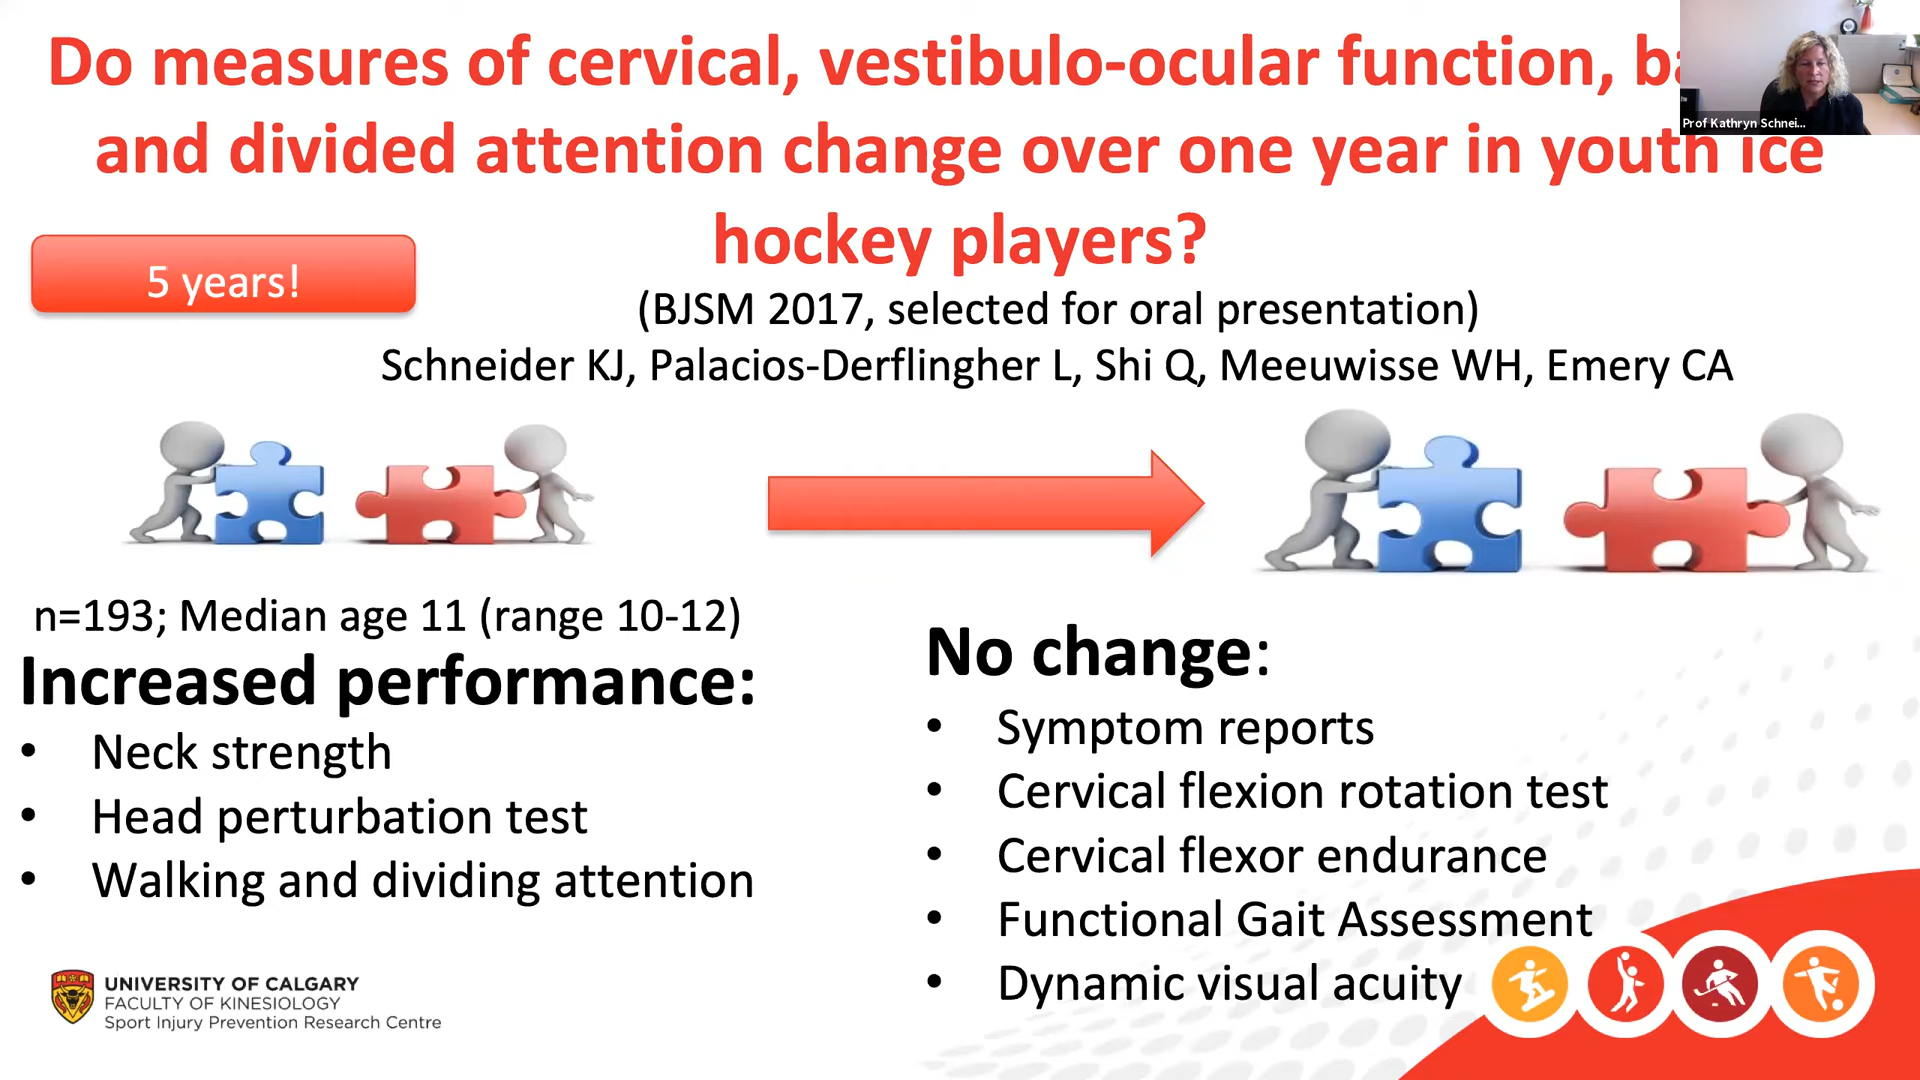 Do measures of cervical, vestibulo-ocular function,
and divided attention change over one year in youth ice
hockey players?
Prof Kathryn Schnei...
5 years!
(BJSM 2017, selected for oral presentation)
Schneider KJ, Palacios-Derflingher L, Shi Q, Meeuwisse WH, Emery CA
n=193; Median age 11 (range 10-12)
Increased performance:
• Neck strength
• Head perturbation test
• Walking and dividing attention
No change:
• Symptom reports
• Cervical flexion rotation test
• Cervical flexor endurance
• Functional Gait Assessment
• Dynamic visual acuity
UNIVERSITY OF CALGARY
FACULTY OF KINESIOLOGY
Sport Injury Prevention Research Centre